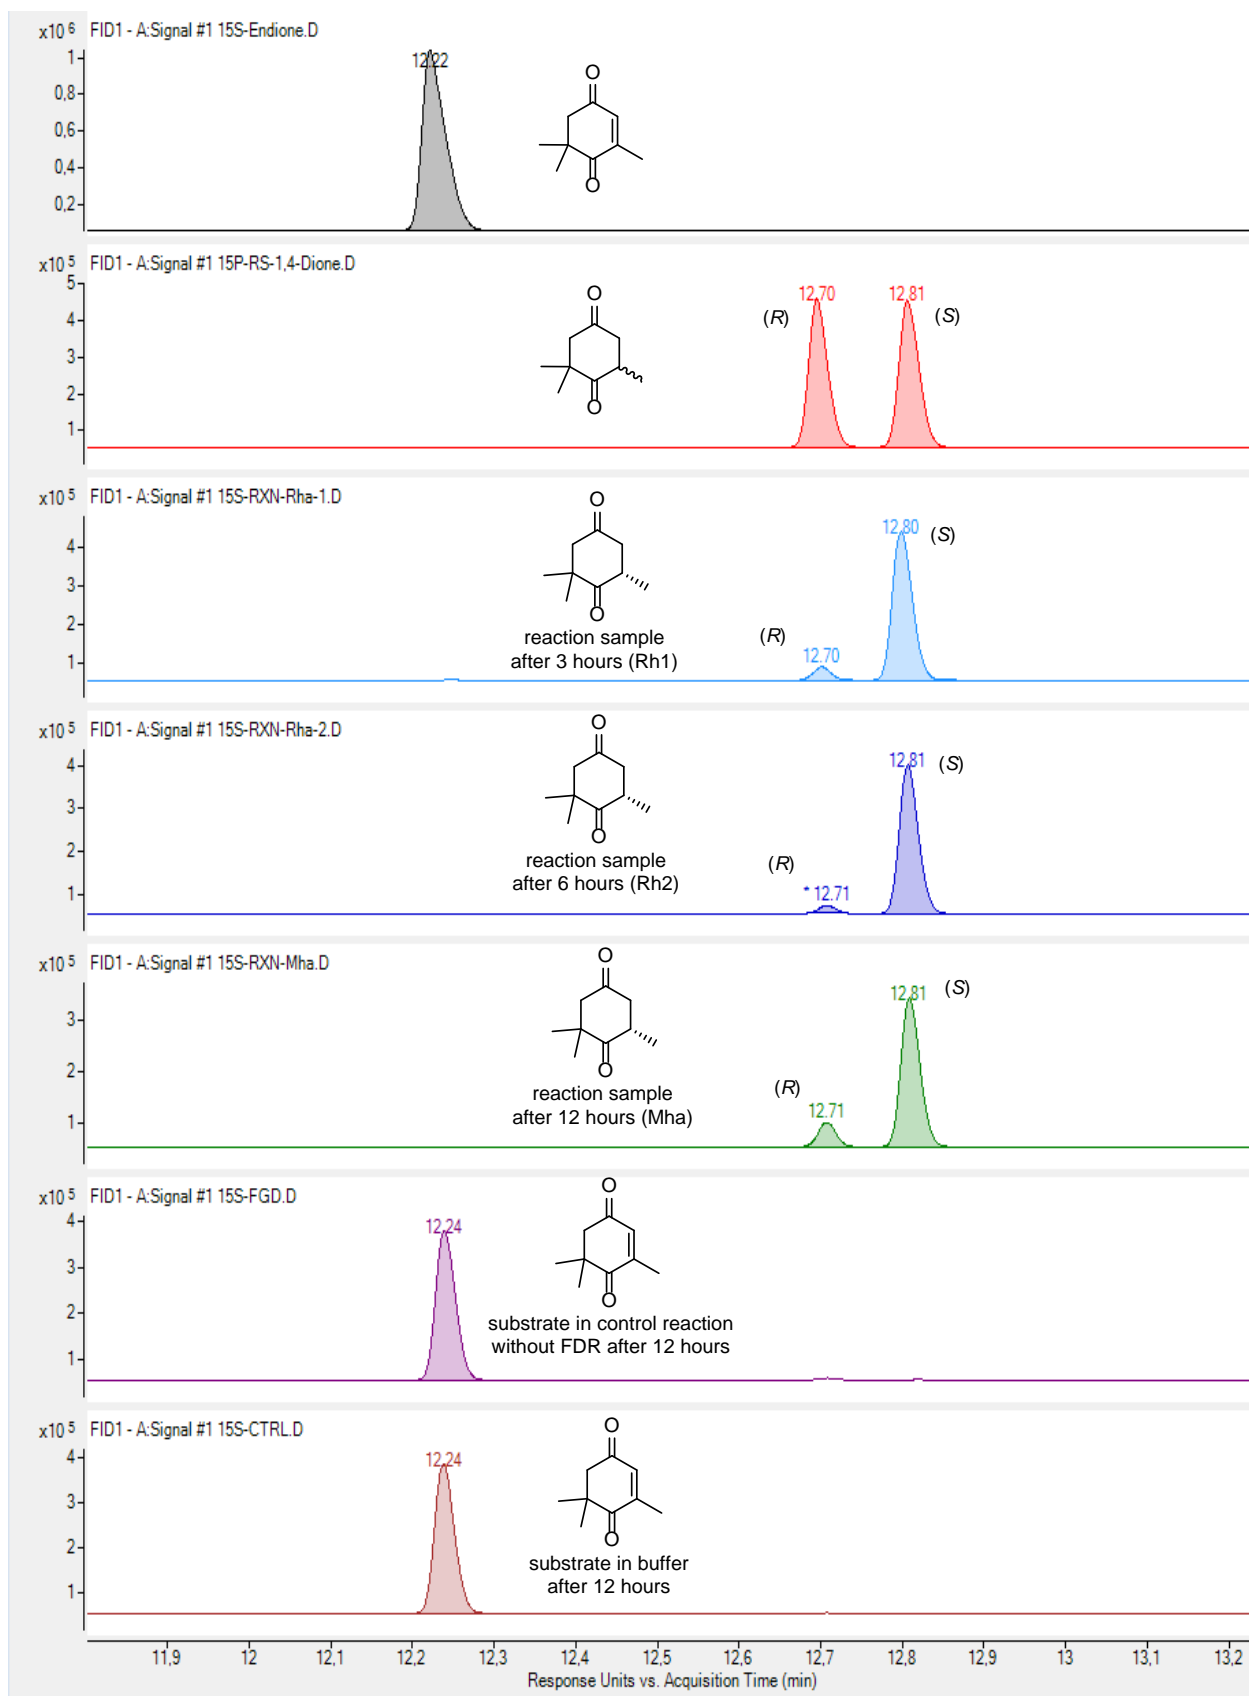 x10 6 FID1 - A:Signal #1 15S-Endione.D
1
0,8
0,6
0,4
0,2
12.22
O
O
x10 5 FID1 - A:Signal #1 15P-RS-1,4-Dione.D
5
4
3
2
1
12.70
12.81
(R)
(S)
O
O
x10 5 FID1 - A:Signal #1 15S-RXN-Rha-1.D
4
3
2
1
O
O
reaction sample
after 3 hours (Rh1)
(R)
12.70
12.80
(S)
x10 5 FID1 - A:Signal #1 15S-RXN-Rha-2.D
4
3
2
1
O
O
reaction sample
after 6 hours (Rh2)
(R)
* 12.71
12.81
(S)
x10 5 FID1 - A:Signal #1 15S-RXN-Mha.D
3
2
1
O
O
reaction sample
after 12 hours (Mha)
(R)
12.71
12.81
(S)
x10 5 FID1 - A:Signal #1 15S-FGD.D
4
3
2
1
12.24
O
O
substrate in control reaction
without FDR after 12 hours
x10 5 FID1 - A:Signal #1 15S-CTRL.D
4
3
2
1
12.24
O
O
substrate in buffer
after 12 hours
11,9 12 12,1 12,2 12,3 12,4 12,5 12,6 12,7 12,8 12,9 13 13,1 13,2
Response Units vs. Acquisition Time (min)